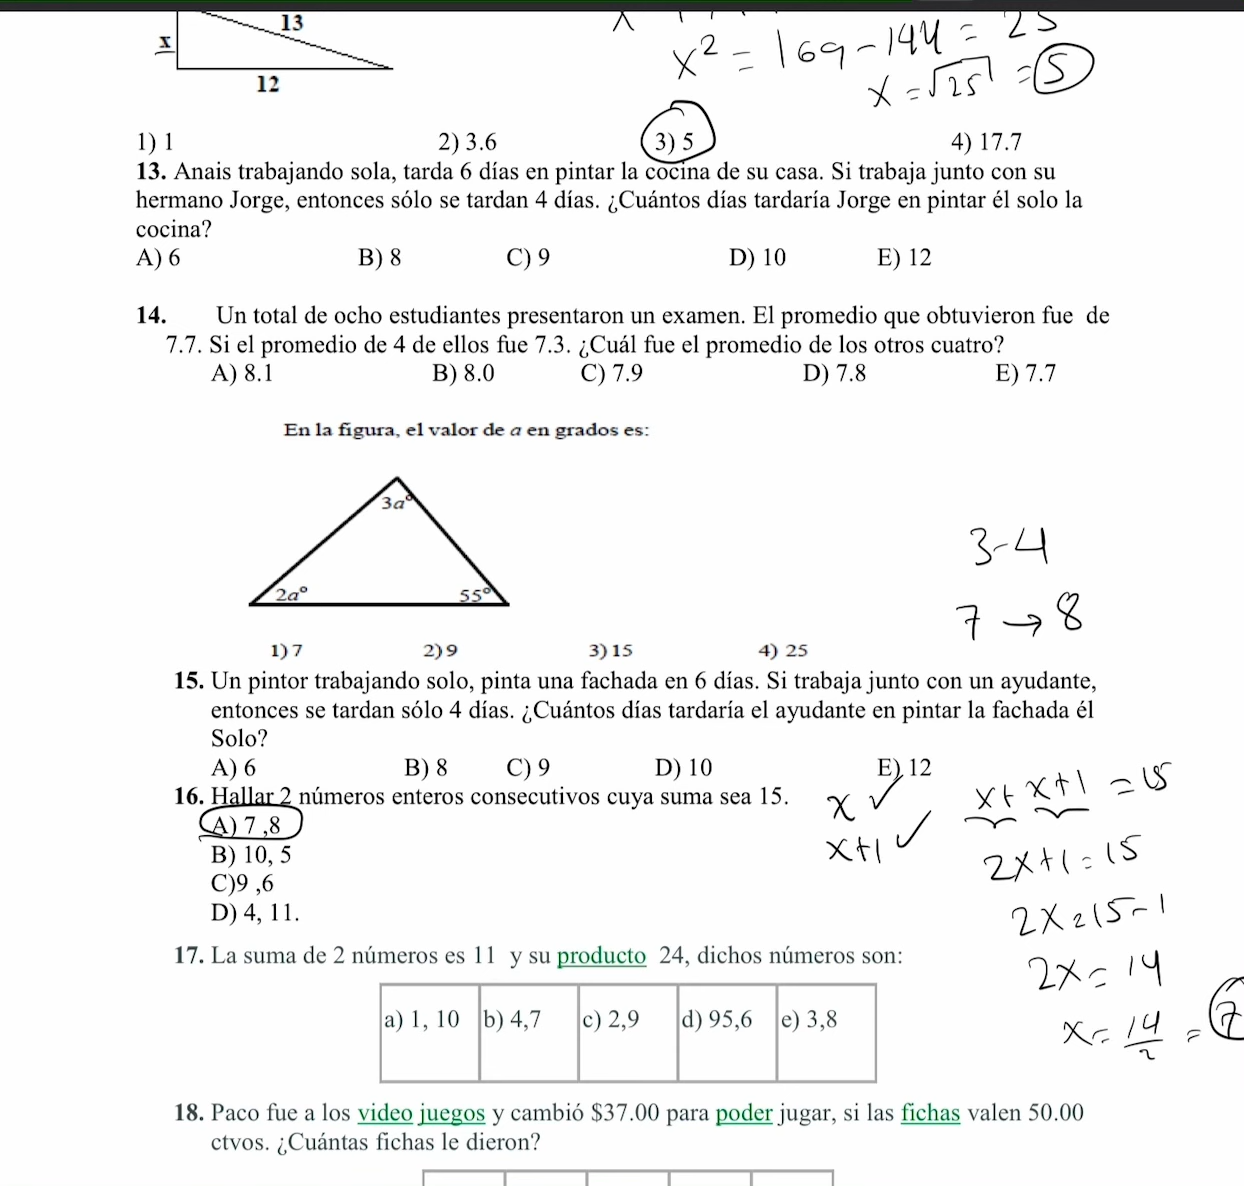 13
x
12
x² = 169-144 = 25
x = √25 = 5
1) 1 2) 3.6 3) 5 4) 17.7
13. Anais trabajando sola, tarda 6 días en pintar la cocina de su casa. Si trabaja junto con su
hermano Jorge, entonces sólo se tardan 4 días. ¿Cuántos días tardaría Jorge en pintar él solo la
cocina?
A) 6 B) 8 C) 9 D) 10 E) 12
14. Un total de ocho estudiantes presentaron un examen. El promedio que obtuvieron fue de
7.7. Si el promedio de 4 de ellos fue 7.3. ¿Cuál fue el promedio de los otros cuatro?
A) 8.1 B) 8.0 C) 7.9 D) 7.8 E) 7.7
En la figura, el valor de a en grados es:
3a°
2a° 55°
3-4
7 → 8
1) 7 2) 9 3) 15 4) 25
15. Un pintor trabajando solo, pinta una fachada en 6 días. Si trabaja junto con un ayudante,
entonces se tardan sólo 4 días. ¿Cuántos días tardaría el ayudante en pintar la fachada él
Solo?
A) 6 B) 8 C) 9 D) 10 E) 12
16. Hallar 2 números enteros consecutivos cuya suma sea 15.
A) 7 ,8
B) 10, 5
C)9 ,6
D) 4, 11.
x ✓
x+1 ✓
x+x+1 = 15
2x+1=15
2x=15-1
2x=14
x=14/2 = 7
17. La suma de 2 números es 11 y su producto 24, dichos números son:
a) 1, 10 b) 4,7 c) 2,9 d) 95,6 e) 3,8
18. Paco fue a los video juegos y cambió $37.00 para poder jugar, si las fichas valen 50.00
ctvos. ¿Cuántas fichas le dieron?